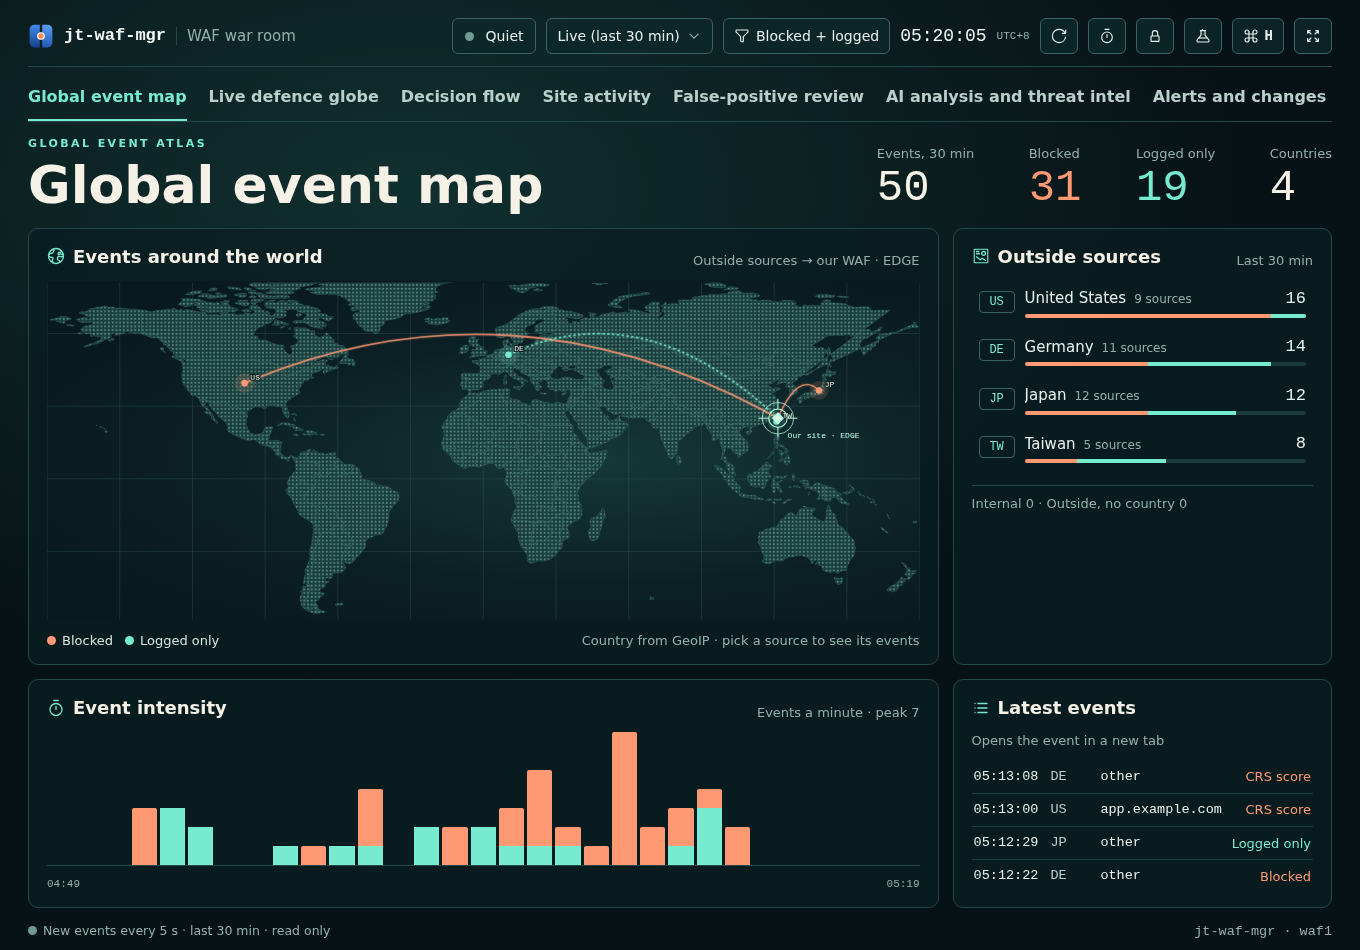 jt-waf-mgr WAF war room Quiet Live (last 30 min) Blocked + logged 05:20:05 UTC+8 ⌘ H
Global event map Live defence globe Decision flow Site activity False-positive review AI analysis and threat intel Alerts and changes
GLOBAL EVENT ATLAS
Global event map
Events, 30 min Blocked Logged only Countries
50 31 19 4
Events around the world
Outside sources → our WAF · EDGE
US
DE
JP
Our site · EDGE
Blocked Logged only
Country from GeoIP · pick a source to see its events
Outside sources Last 30 min
US United States 9 sources 16
DE Germany 11 sources 14
JP Japan 12 sources 12
TW Taiwan 5 sources 8
Internal 0 · Outside, no country 0
Event intensity
Events a minute · peak 7
04:49 05:19
Latest events
Opens the event in a new tab
05:13:08 DE other CRS score
05:13:00 US app.example.com CRS score
05:12:29 JP other Logged only
05:12:22 DE other Blocked
New events every 5 s · last 30 min · read only
jt-waf-mgr · waf1